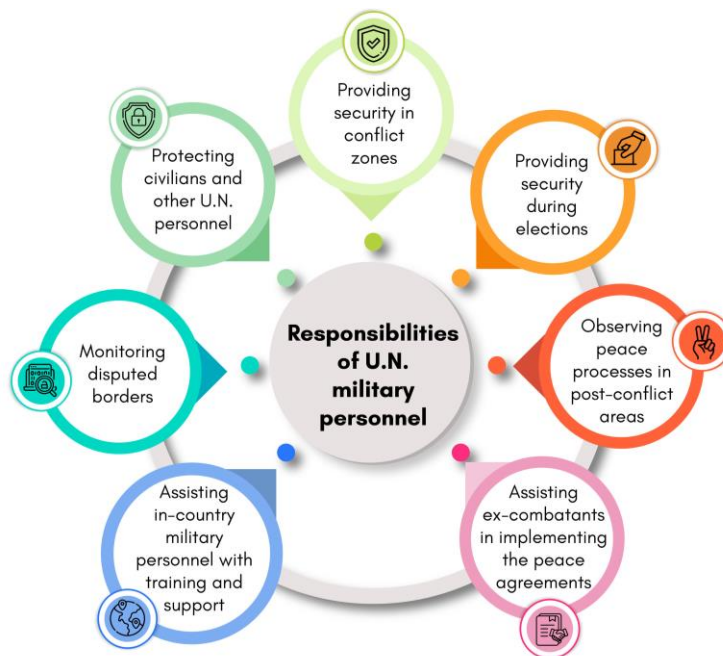 Providing
security in
conflict
zones
Providing
security
during
elections
Observing
peace
processes in
post-conflict
areas
Assisting
ex-combatants
in implementing
the peace
agreements
Assisting
in-country
military
personnel with
training and
support
Monitoring
disputed
borders
Protecting
civilians and
other U.N.
personnel
Responsibilities
of U.N.
military
personnel